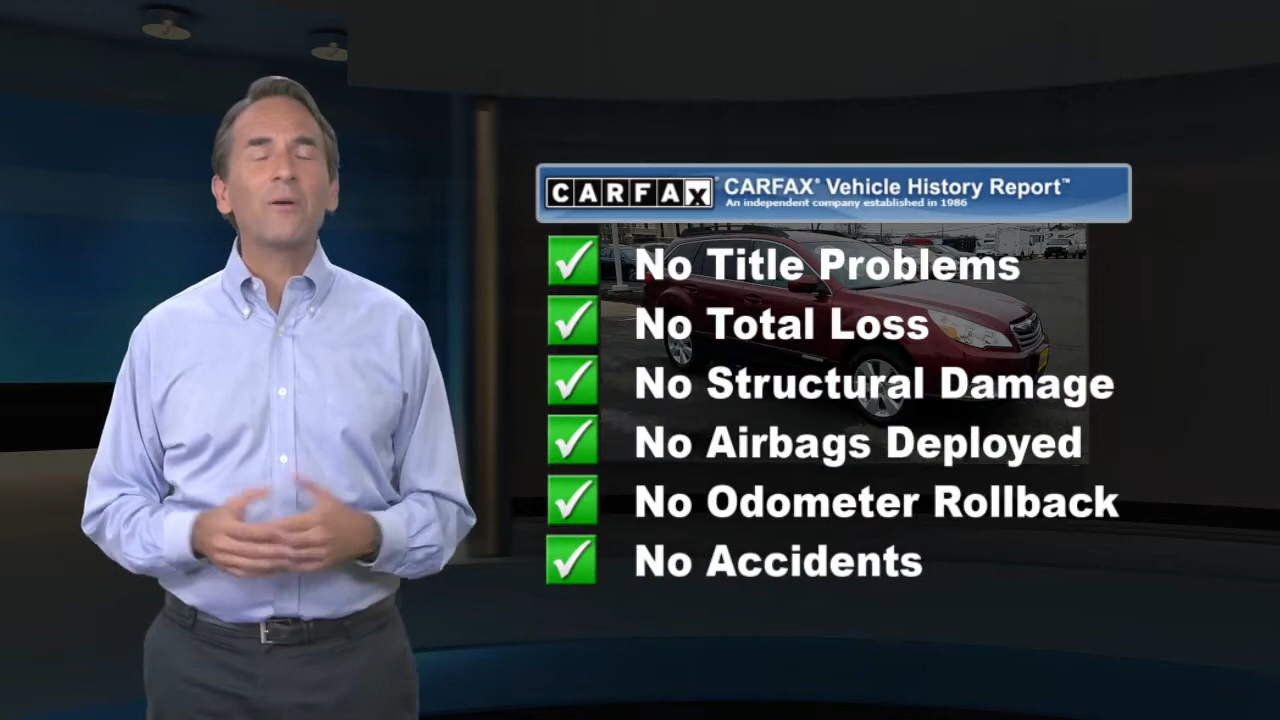 CARFAX® CARFAX® Vehicle History Report™
An independent company established in 1986
No Title Problems
No Total Loss
No Structural Damage
No Airbags Deployed
No Odometer Rollback
No Accidents